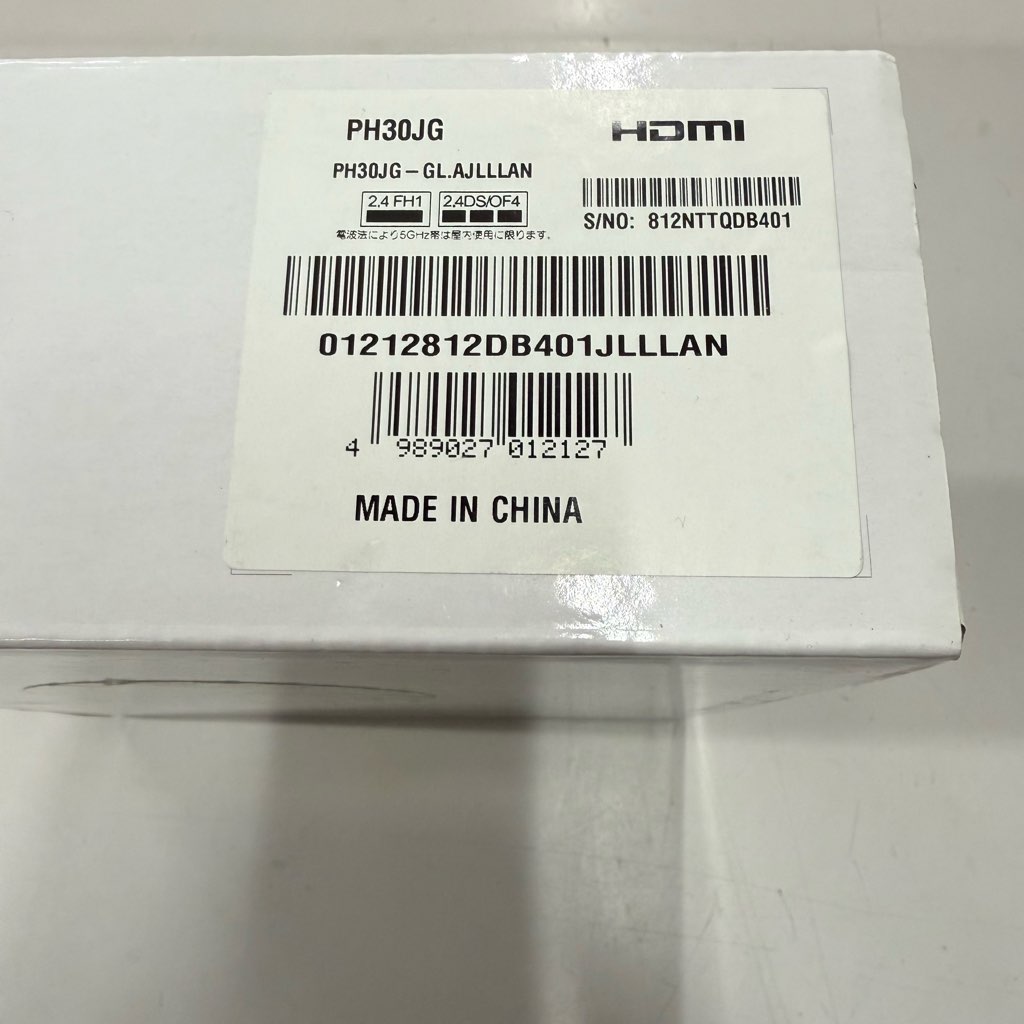 PH30JG
HDMI
PH30JG – GL.AJLLLAN
2.4 FH1
2.4DS/OF4
S/NO: 812NTTQDB401
電波法により5GHz帯は屋内使用に限ります。
01212812DB401JLLLAN
4 989027 012127
MADE IN CHINA